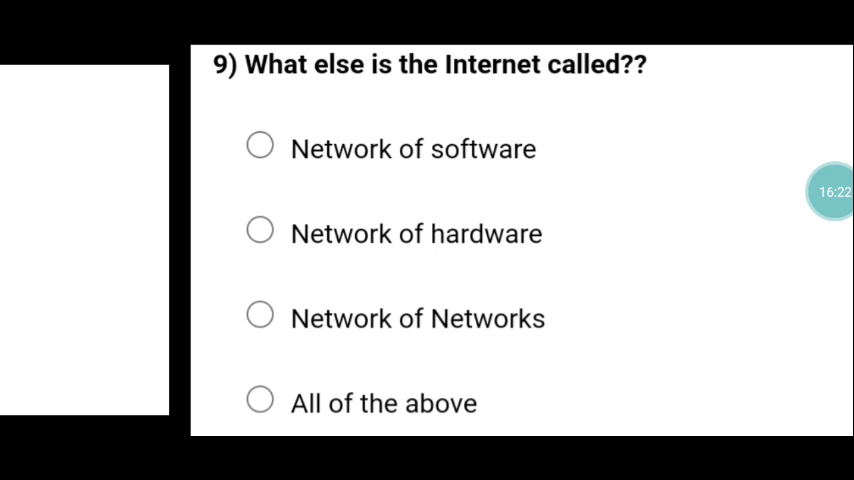 9) What else is the Internet called??
Network of software
16:22
Network of hardware
Network of Networks
All of the above